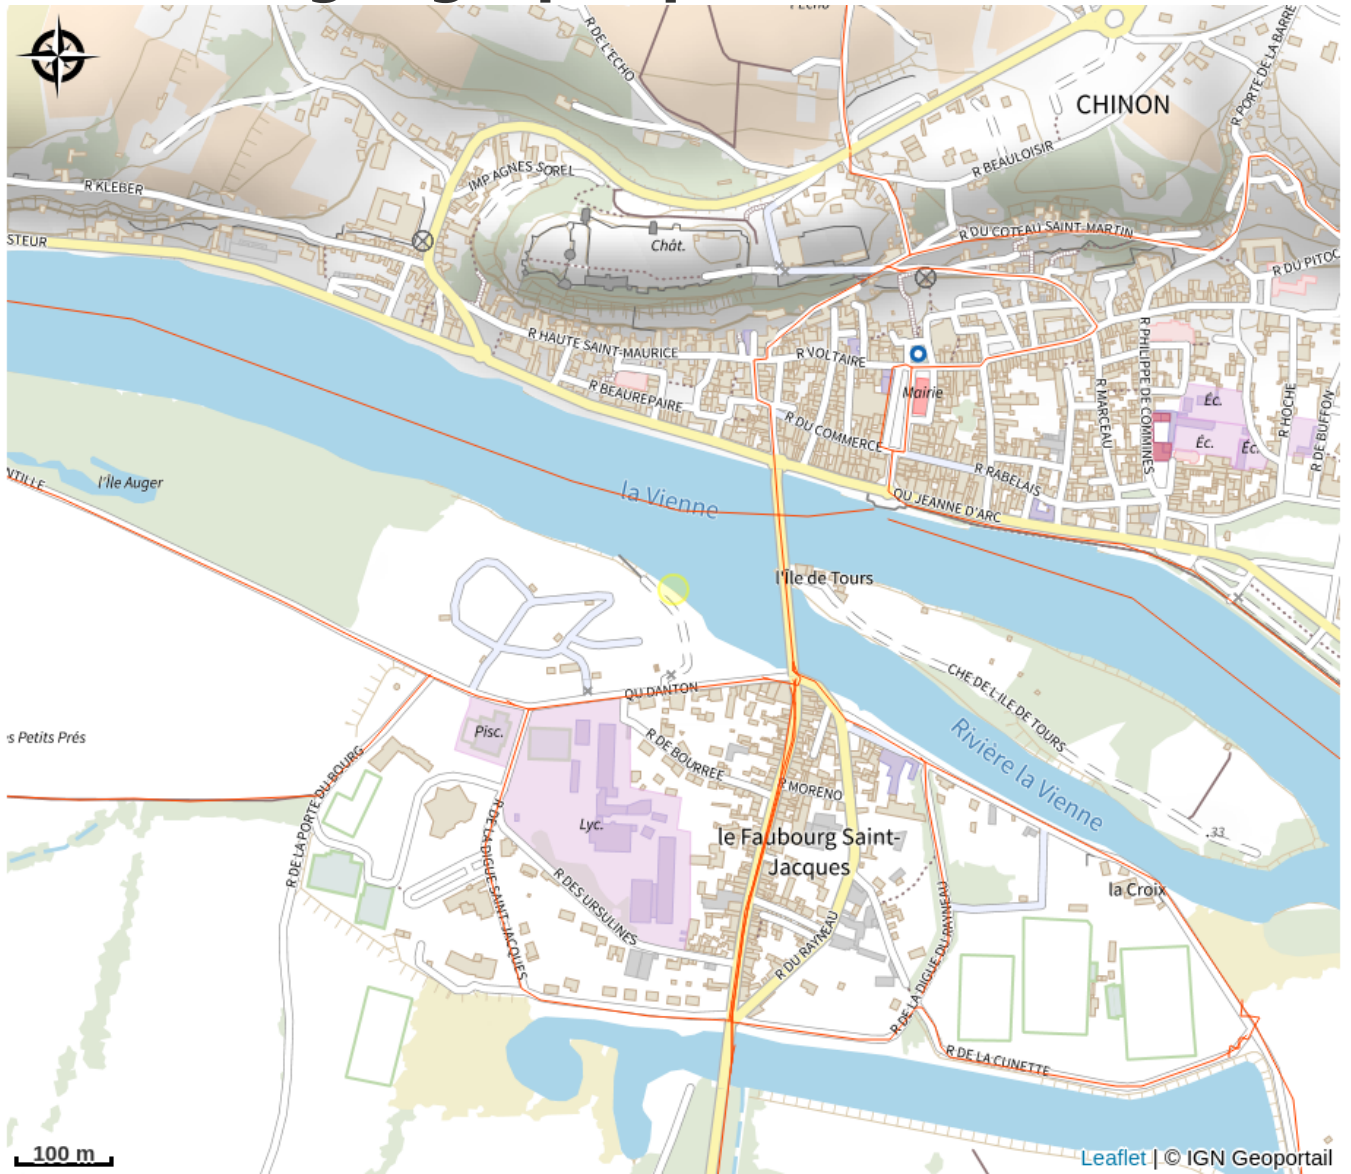 l'Écho
R DE L'ECHO
R PORTE DE LA BARRE
CHINON
R BEAULOISIR
IMP AGNES SOREL
R KLEBER
STEUR
Chât.
R DU COTEAU SAINT-MARTIN
R DU PITOC
R HAUTE SAINT-MAURICE
R VOLTAIRE
R PHILIPPE DE COMMINES
R BEAUREPAIRE
Mairie
R MARCEAU
Éc.
R HOCHE
R DE BUFFON
R DU COMMERCE
Éc.
Éc.
R RABELAIS
NTILLE
l'Île Auger
la Vienne
QU JEANNE D'ARC
l'Île de Tours
CHE DE L'ILE DE TOURS
QU DANTON
s Petits Prés
Pisc.
R DE BOURREE
Rivière la Vienne
R MORENO
R DE LA PORTE DU BOURG
Lyc.
le Faubourg Saint-
Jacques
.33
R DE LA DIGUE SAINT-JACQUES
R DES URSULINES
la Croix
R DU RAYNEAU
R DE LA DIGUE DU RAYNEAU
R DE LA CUNETTE
100 m
Leaflet | © IGN Geoportail